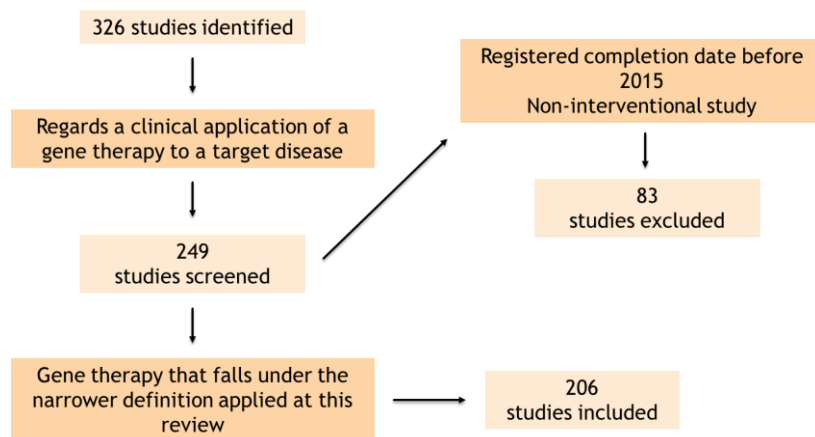 326 studies identified
Regards a clinical application of a
gene therapy to a target disease
249
studies screened
Gene therapy that falls under the
narrower definition applied at this
review
Registered completion date before
2015
Non-interventional study
83
studies excluded
206
studies included